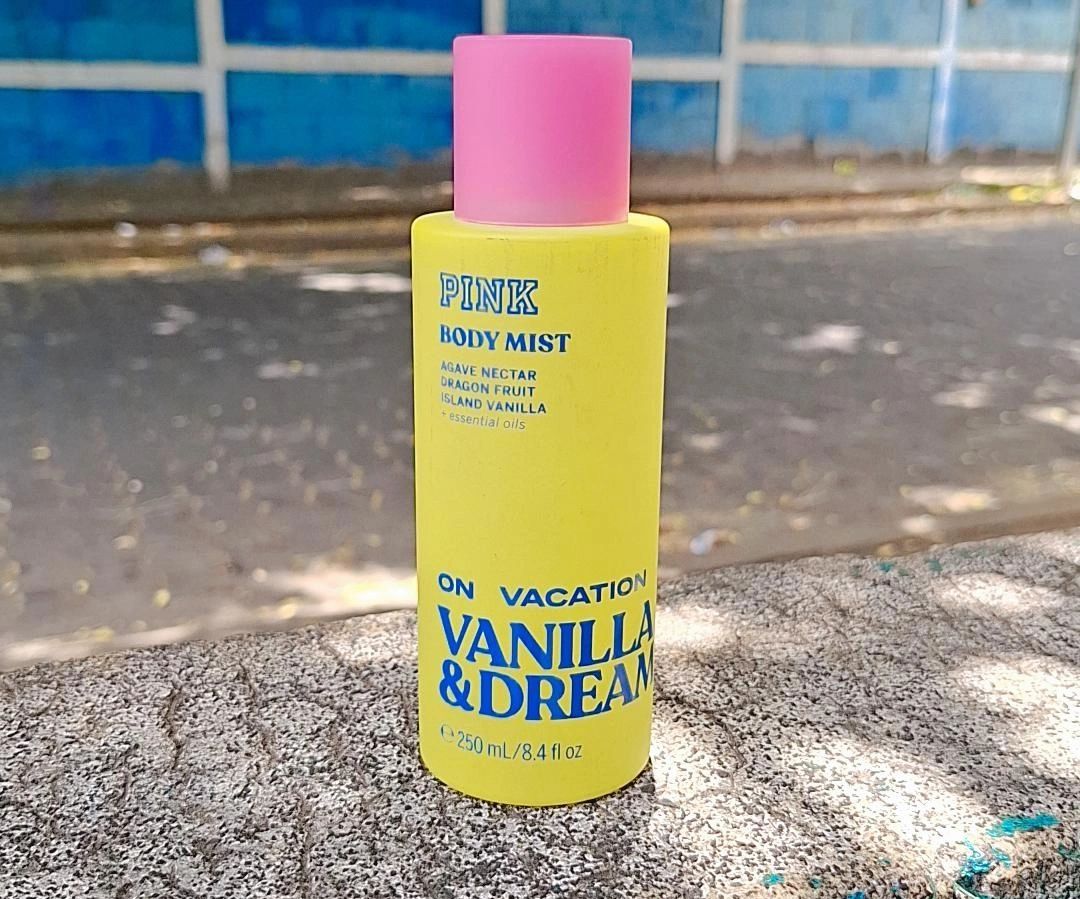 PINK
BODY MIST
AGAVE NECTAR
DRAGON FRUIT
ISLAND VANILLA
+ essential oils
ON VACATION
VANILLA
&DREAM
℮ 250 mL/8.4 fl oz